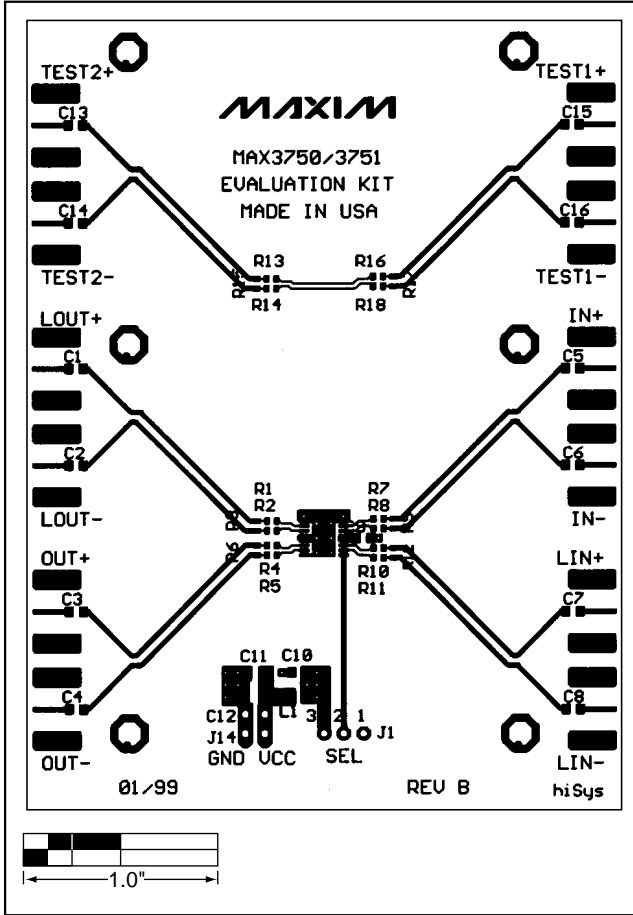 TEST2+ TEST1+
C13 C15
MAXIM
MAX3750/3751
EVALUATION KIT
MADE IN USA
C14 C16
R13 R16
R15
R14 R18
TEST2- TEST1-
LOUT+ IN+
C1 C5
C2 C6
R1 R7
R2 R8
LOUT- IN-
R6
OUT+ LIN+
R4 R10
R5 R11
C3 C7
C11 C10
C4 C8
L1
C12 3 2 1
J14 J1
GND VCC SEL
OUT- LIN-
01/99 REV B hiSys
1.0"